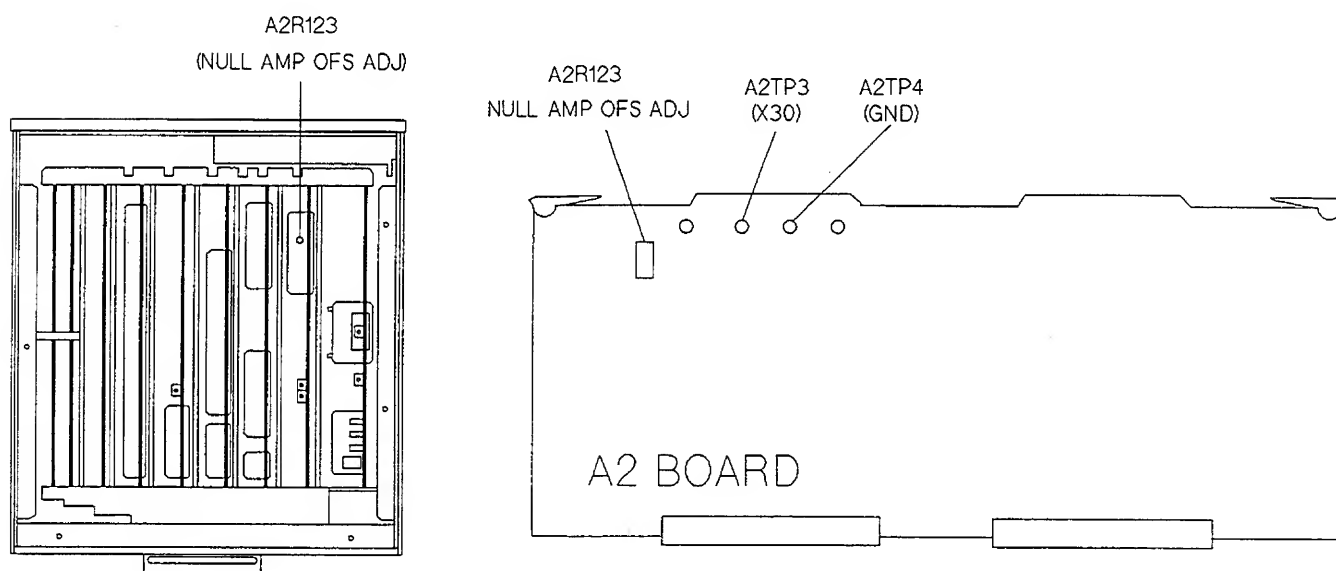 A2R123
(NULL AMP OFS ADJ)
A2R123
NULL AMP OFS ADJ
A2TP3
(X30)
A2TP4
(GND)
A2 BOARD